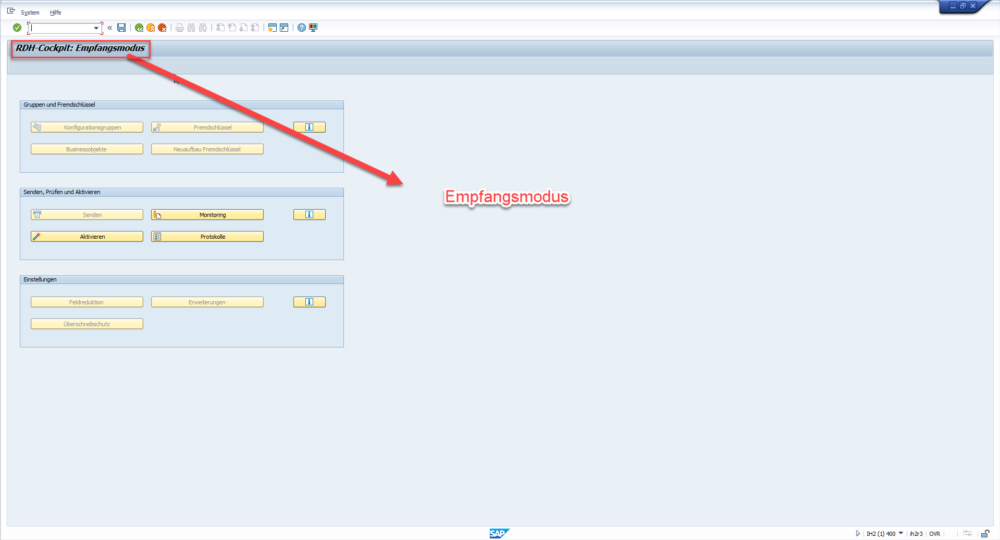 System Hilfe
RDH-Cockpit: Empfangsmodus
Gruppen und Fremdschlüssel
Konfigurationsgruppen Fremdschlüssel
Businessobjekte Neuaufbau Fremdschlüssel
Senden, Prüfen und Aktivieren
Empfangsmodus
Senden Monitoring
Aktivieren Protokolle
Einstellungen
Feldreduktion Erweiterungen
Überschreibschutz
SAP IH2 (1) 400 ih2r3 OVR